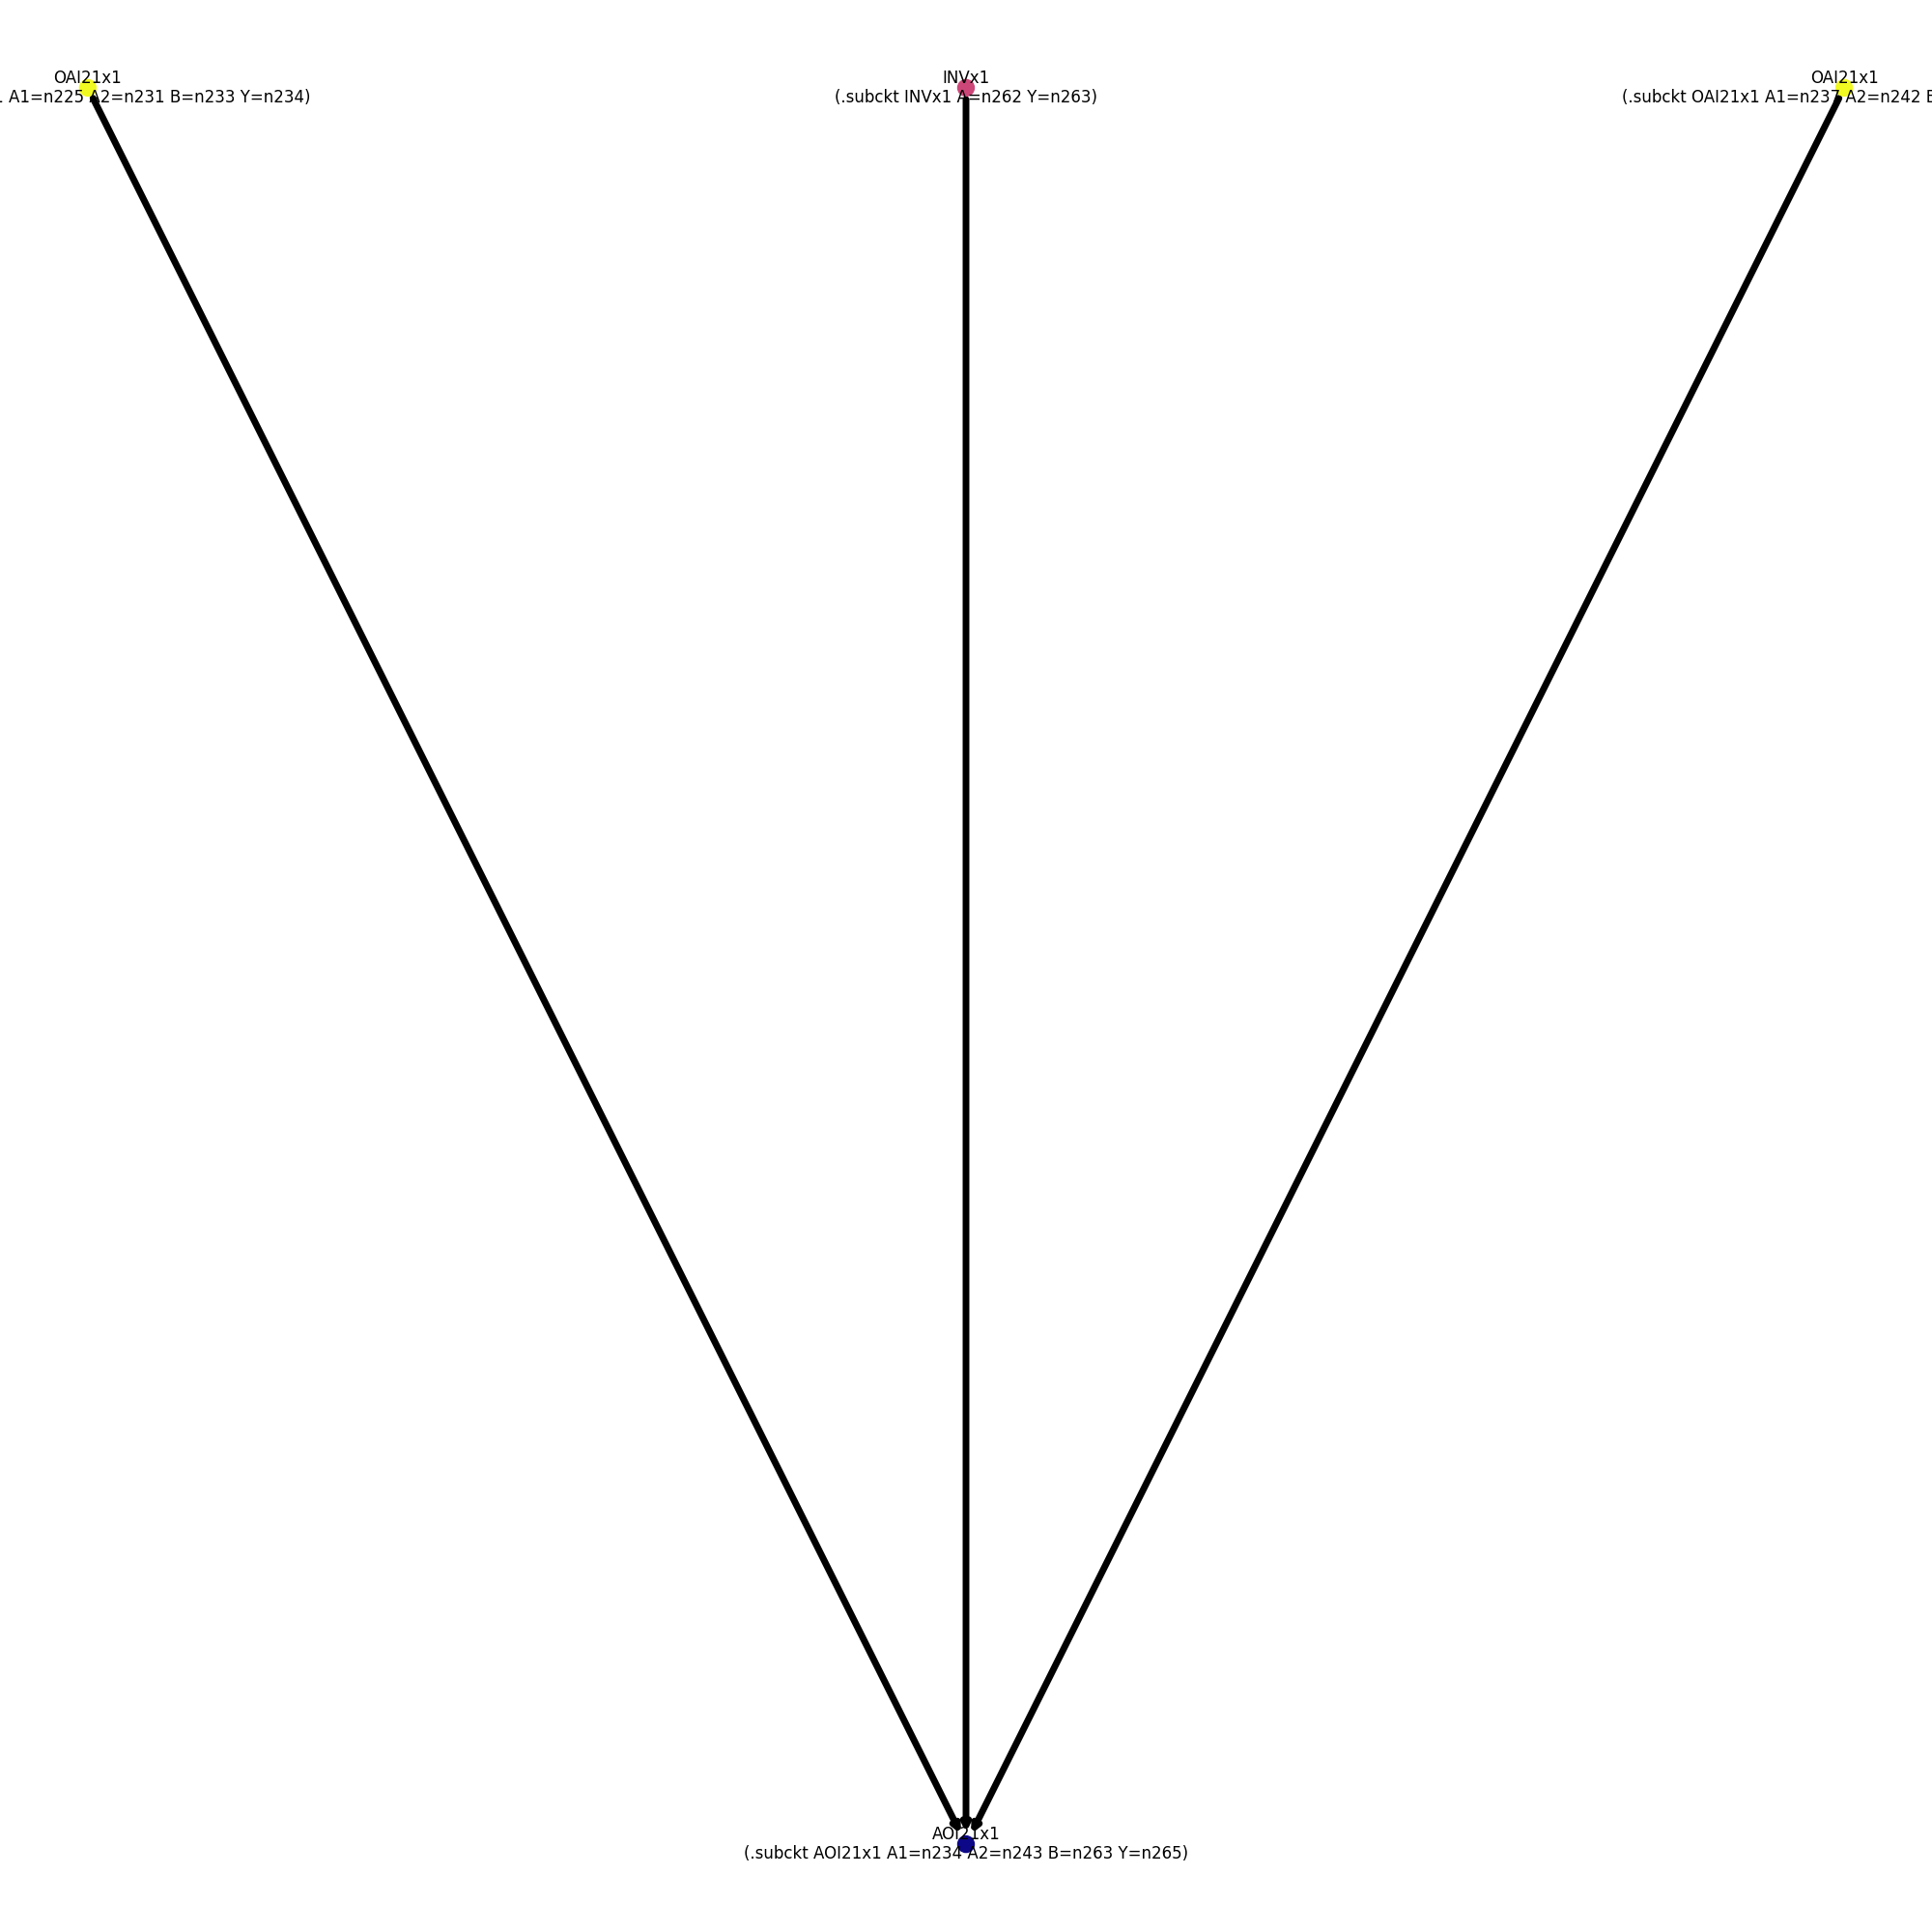 OAI21x1
A1=n225 A2=n231 B=n233 Y=n234)
INVx1
(.subckt INVx1 A=n262 Y=n263)
OAI21x1
(.subckt OAI21x1 A1=n237 A2=n242
AOI21x1
(.subckt AOI21x1 A1=n234 A2=n243 B=n263 Y=n265)